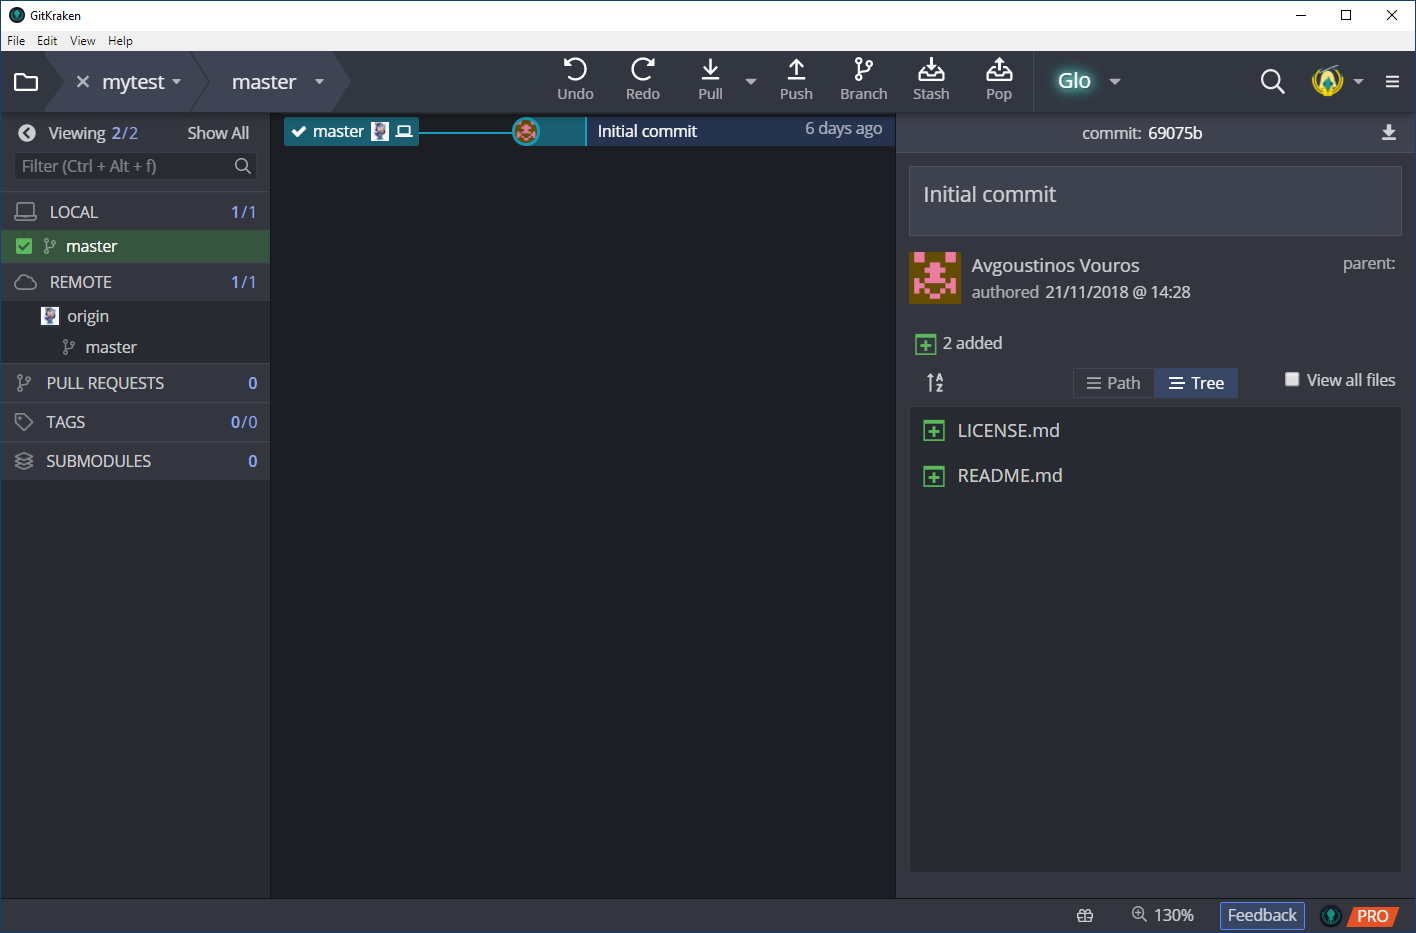 GitKraken
File Edit View Help
mytest master Undo Redo Pull Push Branch Stash Pop Glo
Viewing 2/2 Show All
Filter (Ctrl + Alt + f)
LOCAL 1/1
master
REMOTE 1/1
origin
master
PULL REQUESTS 0
TAGS 0/0
SUBMODULES 0
master Initial commit 6 days ago
commit: 69075b
Initial commit
Avgoustinos Vouros parent:
authored 21/11/2018 @ 14:28
2 added
A
Z
Path Tree View all files
LICENSE.md
README.md
130% Feedback PRO